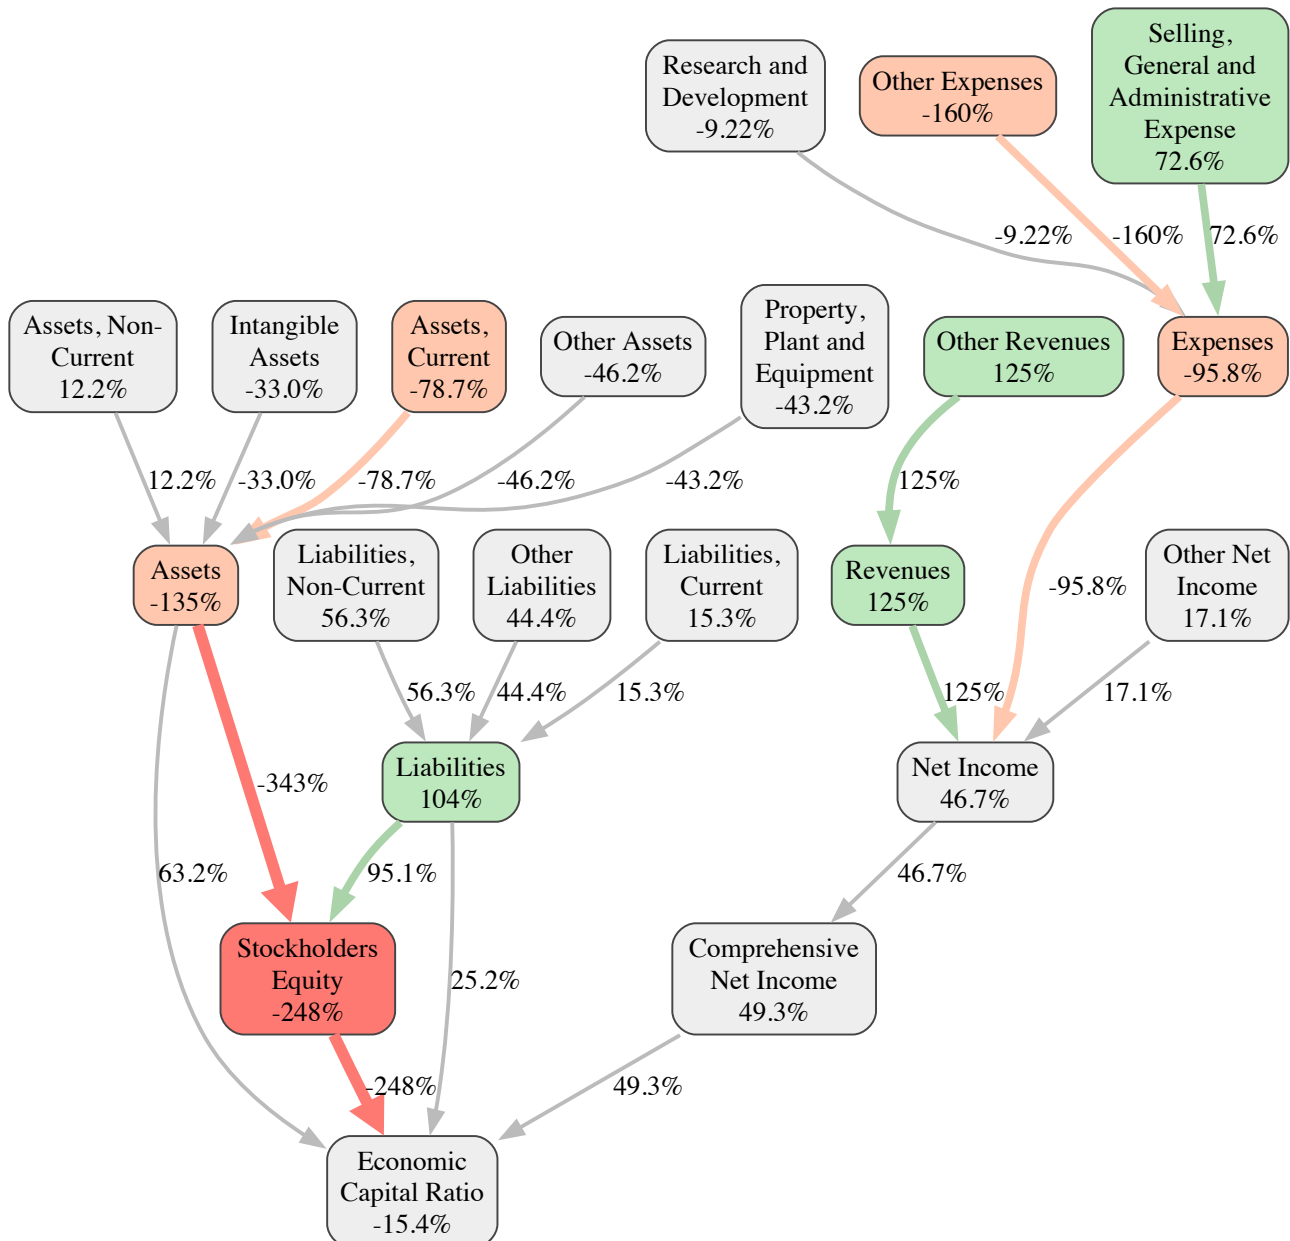 Research and
Development
-9.22%
Other Expenses
-160%
Selling,
General and
Administrative
Expense
72.6%
-9.22%
-160%
72.6%
Assets, Non-
Current
12.2%
Intangible
Assets
-33.0%
Assets,
Current
-78.7%
Other Assets
-46.2%
Property,
Plant and
Equipment
-43.2%
Other Revenues
125%
Expenses
-95.8%
12.2%
-33.0%
-78.7%
-46.2%
-43.2%
125%
Assets
-135%
Liabilities,
Non-Current
56.3%
Other
Liabilities
44.4%
Liabilities,
Current
15.3%
Revenues
125%
-95.8%
Other Net
Income
17.1%
56.3%
44.4%
15.3%
125%
17.1%
-343%
Liabilities
104%
Net Income
46.7%
63.2%
95.1%
46.7%
Stockholders
Equity
-248%
25.2%
Comprehensive
Net Income
49.3%
-248%
49.3%
Economic
Capital Ratio
-15.4%